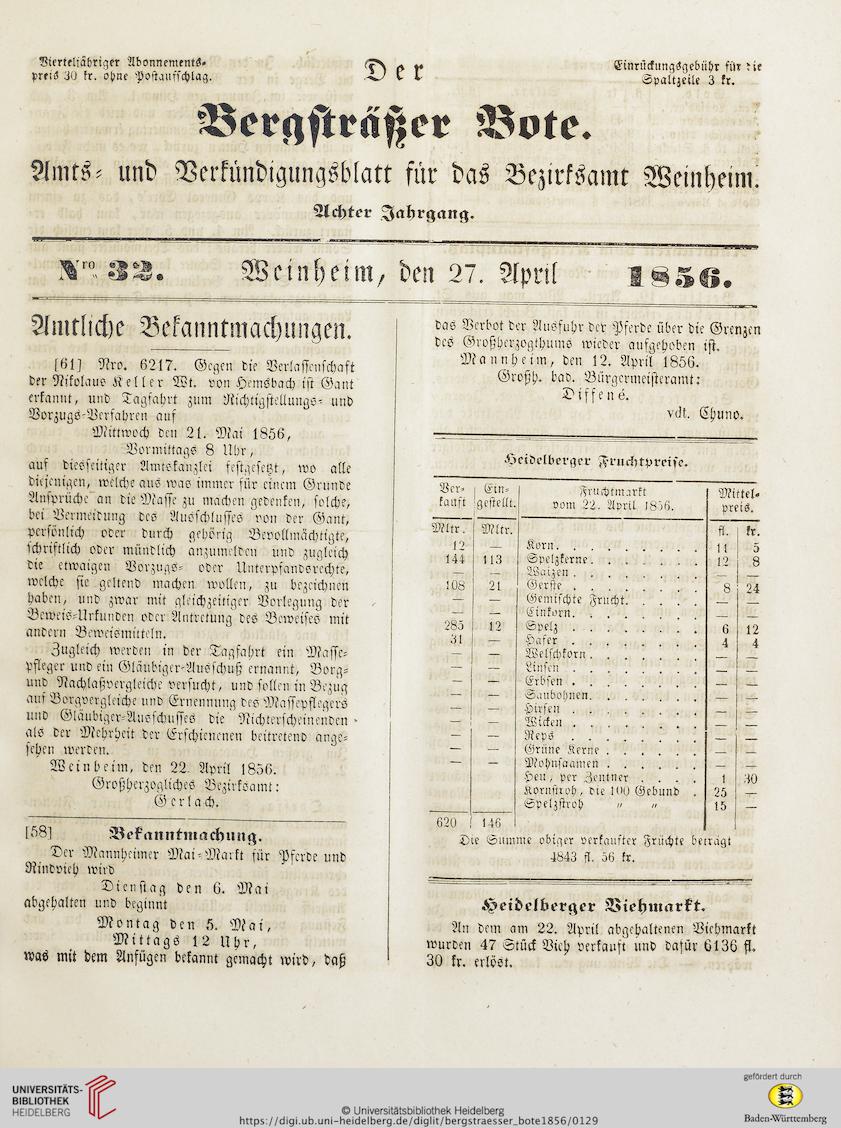 Vierteljähriger Abonnements-
preis 30 kr. ohne Postaufschlag.
Der
Einrückungsgebühr für die
Spaltzeile 3 kr.
Bergsträßer Bote.
Amts- und Verkündigungsblatt für das Bezirksamt Weinheim.
Achter Jahrgang.
Nro 32. Weinheim, den 27. April 1856.
Amtliche Bekanntmachungen.
[61] Nro. 6217. Gegen die Verlassenschaft
der Nikolaus Keller Wt. von Hemsbach ist Gant
erkannt, und Tagfahrt zum Richtigstellungs- und
Vorzugs-Verfahren auf
Mittwoch den 21. Mai 1856,
Vormittags 8 Uhr,
auf diesseitiger Amtskanzlei festgesetzt, wo alle
diejenigen, welche aus was immer für einem Grunde
Ansprüche an die Masse zu machen gedenken, solche,
bei Vermeidung des Ausschlusses von der Gant,
persönlich oder durch gehörig Bevollmächtigte,
schriftlich oder mündlich anzumelden und zugleich
die etwaigen Vorzugs- oder Unterpfandsrechte,
welche sie geltend machen wollen, zu bezeichnen
haben, und zwar mit gleichzeitiger Vorlegung der
Beweis-Urkunden oder Antretung des Beweises mit
andern Beweismitteln.
Zugleich werden in der Tagfahrt ein Masse-
pfleger und ein Gläubiger-Ausschuß ernannt, Borg-
und Nachlaßvergleiche versucht, und sollen in Bezug
auf Borgvergleiche und Ernennung des Massepflegers
und Gläubiger-Ausschusses die Nichterscheinenden
als der Mehrheit der Erschienenen beitretend ange-
sehen werden.
Weinheim, den 22. April 1856.
Großherzogliches Bezirksamt:
Gerlach.
[58] Bekanntmachung.
Der Mannheimer Mai-Markt für Pferde und
Rindvieh wird
Dienstag den 6. Mai
abgehalten und beginnt
Montag den 5. Mai,
Mittags 12 Uhr,
was mit dem Anfügen bekannt gemacht wird, daß
das Verbot der Ausfuhr der Pferde über die Grenzen
des Großherzogthums wieder aufgehoben ist.
Mannheim, den 12. April 1856.
Großh. bad. Bürgermeisteramt:
Diffené.
vdt. Chuno.
Heidelberger Fruchtpreise.
Ver- Ein- Fruchtmarkt Mittel-
kauft gestellt. vom 22. April 1856. preis.
Mltr. Mltr. fl. kr.
12 — Korn. . . . . . . . . 11 5
144 113 Spelzkerne. . . . . . . 12 8
— — Waizen . . . . . . . . — —
108 21 Gerste . . . . . . . . 8 24
— — Gemischte Frucht. . . . . — —
— — Einkorn. . . . . . . . — —
285 12 Spelz . . . . . . . . 6 12
31 — Hafer . . . . . . . . 4 4
— — Welschkorn. . . . . . . — —
— — Linsen . . . . . . . . — —
— — Erbsen . . . . . . . . — —
— — Saubohnen. . . . . . . — —
— — Hirsen . . . . . . . . — —
— — Wicken . . . . . . . . — —
— — Reps . . . . . . . . — —
— — Grüne Kerne . . . . . . — —
— — Mohnsaamen . . . . . . — —
Heu, per Zentner . . . . 1 30
Kornstroh, die 100 Gebund . 25 —
Spelzstroh " " 15 —
620 146
Die Summe obiger verkaufter Früchte beträgt
4843 fl. 56 kr.
Heidelberger Viehmarkt.
An dem am 22. April abgehaltenen Viehmarkt
wurden 47 Stück Vieh verkauft und dafür 6136 fl.
30 kr. erlöst.
UNIVERSITÄTS-
BIBLIOTHEK
HEIDELBERG
© Universitätsbibliothek Heidelberg
https://digi.ub.uni-heidelberg.de/diglit/bergstraesser_bote1856/0129
gefördert durch
Baden-Württemberg